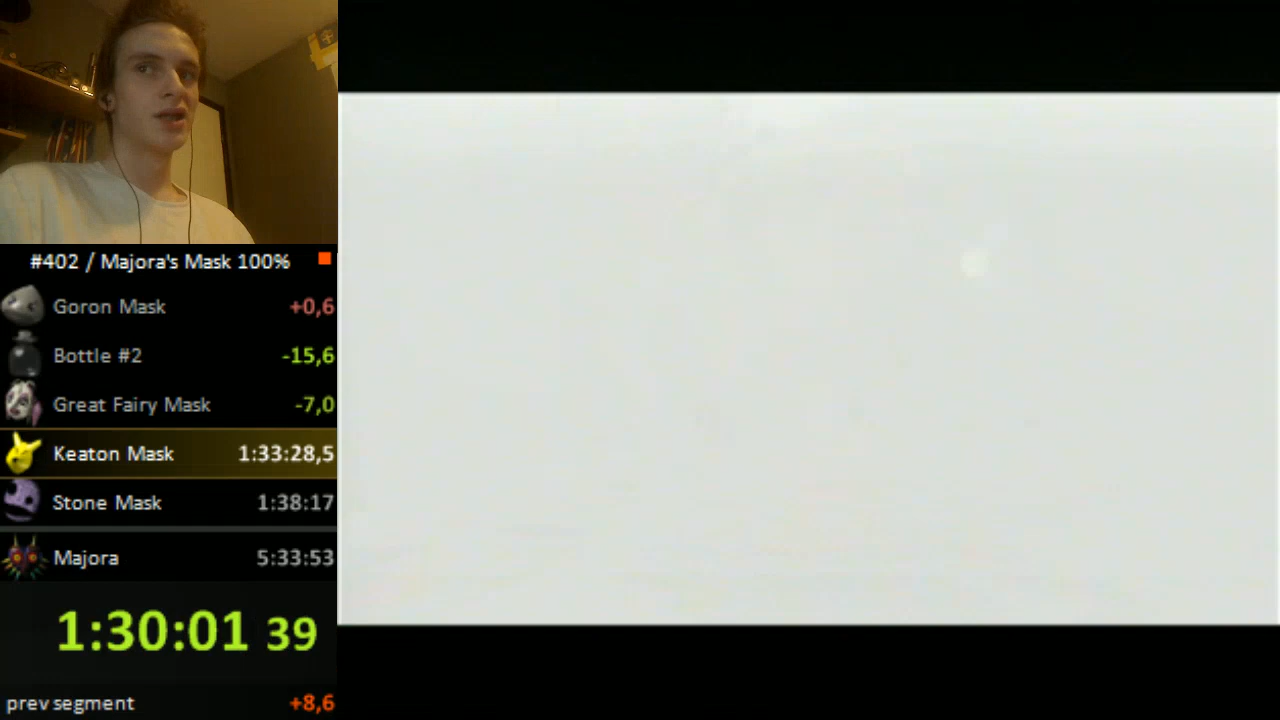 #402 / Majora's Mask 100%
Goron Mask +0,6
Bottle #2 -15,6
Great Fairy Mask -7,0
Keaton Mask 1:33:28,5
Stone Mask 1:38:17
Majora 5:33:53
1:30:01 39
prev segment +8,6